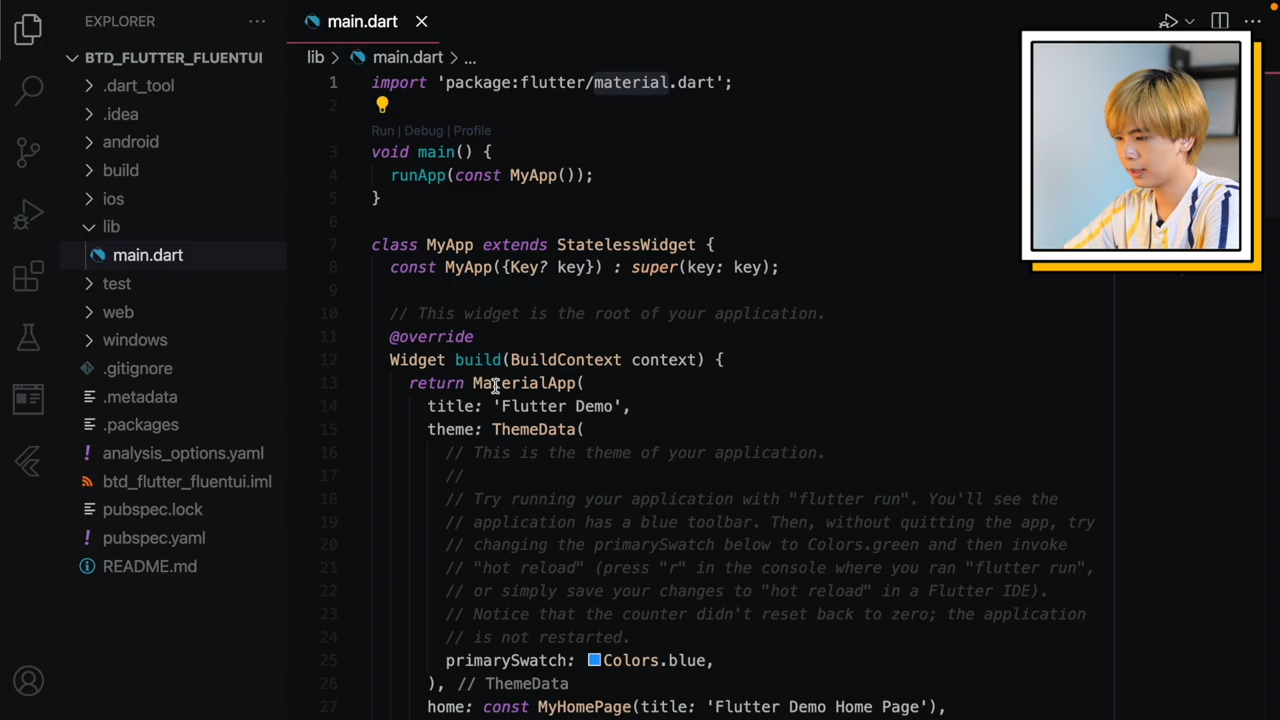 EXPLORER
BTD_FLUTTER_FLUENTUI
.dart_tool
.idea
android
build
ios
lib
main.dart
test
web
windows
.gitignore
.metadata
.packages
analysis_options.yaml
btd_flutter_fluentui.iml
pubspec.lock
pubspec.yaml
README.md
main.dart
lib > main.dart > ...
1 import 'package:flutter/material.dart';
2
Run | Debug | Profile
3 void main() {
4 runApp(const MyApp());
5 }
6
7 class MyApp extends StatelessWidget {
8 const MyApp({Key? key}) : super(key: key);
9
10 // This widget is the root of your application.
11 @override
12 Widget build(BuildContext context) {
13 return MaterialApp(
14 title: 'Flutter Demo',
15 theme: ThemeData(
16 // This is the theme of your application.
17 //
18 // Try running your application with "flutter run". You'll see the
19 // application has a blue toolbar. Then, without quitting the app, try
20 // changing the primarySwatch below to Colors.green and then invoke
21 // "hot reload" (press "r" in the console where you ran "flutter run",
22 // or simply save your changes to "hot reload" in a Flutter IDE).
23 // Notice that the counter didn't reset back to zero; the application
24 // is not restarted.
25 primarySwatch: Colors.blue,
26 ), // ThemeData
27 home: const MyHomePage(title: 'Flutter Demo Home Page'),